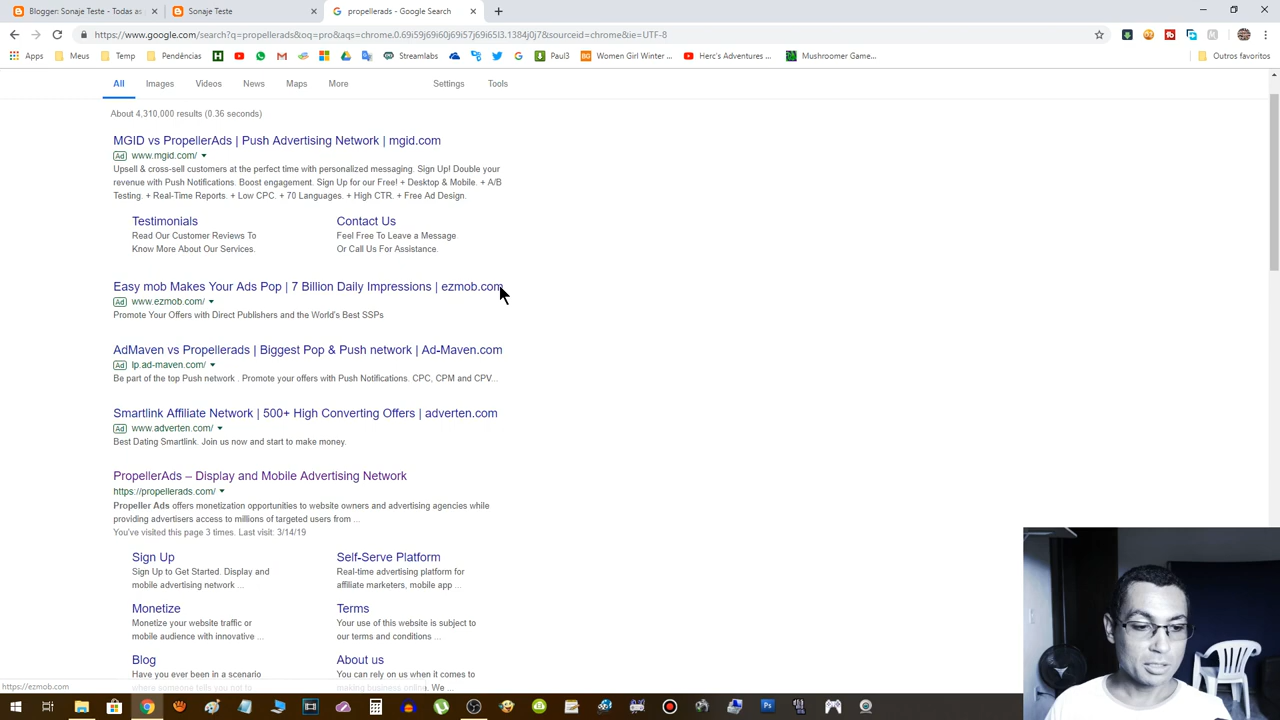 Blogger: Sonaje Teste - Todas as
Sonaje Teste
propellerads - Google Search
https://www.google.com/search?q=propellerads&oq=pro&aqs=chrome.0.69i59j69i60j69i57j69i65l3.1384j0j7&sourceid=chrome&ie=UTF-8
Apps Meus Temp Pendências Streamlabs Paul3 Women Girl Winter ... Herc's Adventures ... Mushroomer Game... Outros favoritos
All Images Videos News Maps More Settings Tools
About 4,310,000 results (0.36 seconds)
MGID vs PropellerAds | Push Advertising Network | mgid.com
Ad www.mgid.com/
Upsell & cross-sell customers at the perfect time with personalized messaging. Sign Up! Double your
revenue with Push Notifications. Boost engagement. Sign Up for our Free! + Desktop & Mobile. + A/B
Testing. + Real-Time Reports. + Low CPC. + 70 Languages. + High CTR. + Free Ad Design.
Testimonials Contact Us
Read Our Customer Reviews To Feel Free To Leave a Message
Know More About Our Services. Or Call Us For Assistance.
Easy mob Makes Your Ads Pop | 7 Billion Daily Impressions | ezmob.com
Ad www.ezmob.com/
Promote Your Offers with Direct Publishers and the World's Best SSPs
AdMaven vs Propellerads | Biggest Pop & Push network | Ad-Maven.com
Ad lp.ad-maven.com/
Be part of the top Push network . Promote your offers with Push Notifications. CPC, CPM and CPV...
Smartlink Affiliate Network | 500+ High Converting Offers | adverten.com
Ad www.adverten.com/
Best Dating Smartlink. Join us now and start to make money.
PropellerAds – Display and Mobile Advertising Network
https://propellerads.com/
Propeller Ads offers monetization opportunities to website owners and advertising agencies while
providing advertisers access to millions of targeted users from ...
You've visited this page 3 times. Last visit: 3/14/19
Sign Up Self-Serve Platform
Sign Up to Get Started. Display and Real-time advertising platform for
mobile advertising network ... affiliate marketers, mobile app ...
Monetize Terms
Monetize your website traffic or Your use of this website is subject to
mobile audience with innovative ... our terms and conditions ...
Blog About us
Have you ever been in a scenario You can rely on us when it comes to
where someone tells you not to making business online. We ...
https://ezmob.com